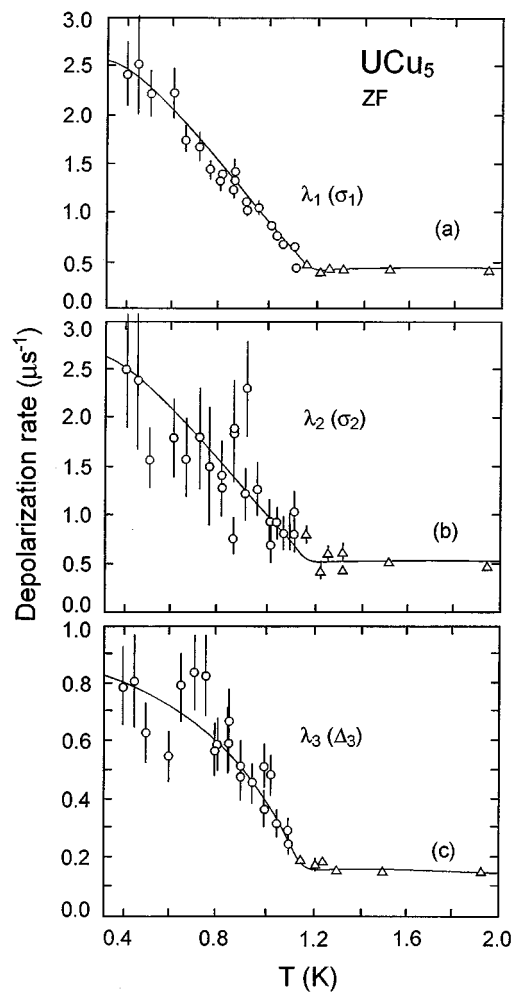 3.0
UCu₅
ZF
2.5
2.0
1.5
λ₁ (σ₁)
1.0
(a)
0.5
0.0
3.0
2.5
λ₂ (σ₂)
2.0
1.5
1.0
(b)
0.5
0.0
Depolarization rate (μs⁻¹)
1.0
0.8
λ₃ (Δ₃)
0.6
0.4
(c)
0.2
0.0
0.4 0.8 1.2 1.6 2.0
T (K)